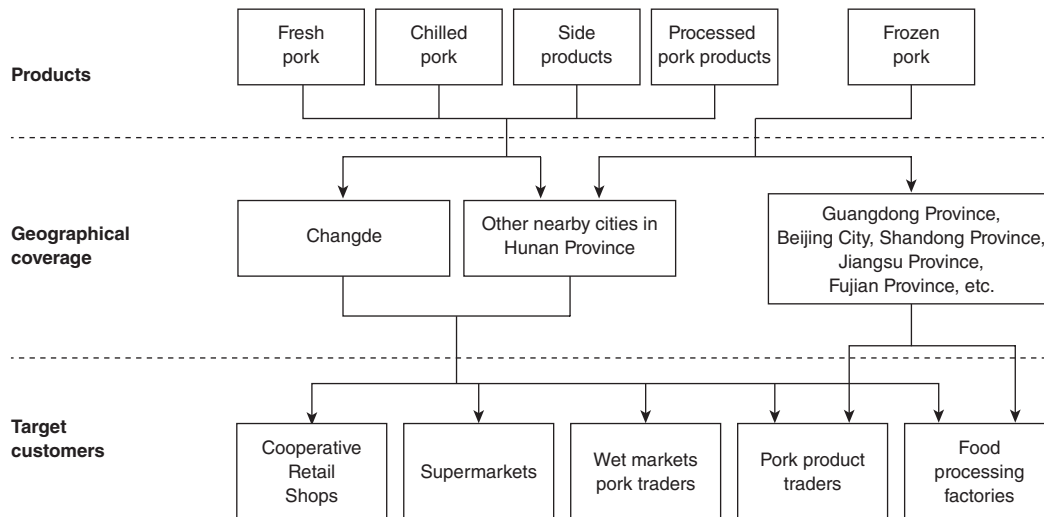 Products
Fresh
pork
Chilled
pork
Side
products
Processed
pork products
Frozen
pork
Geographical
coverage
Changde
Other nearby cities in
Hunan Province
Guangdong Province,
Beijing City, Shandong Province,
Jiangsu Province,
Fujian Province, etc.
Target
customers
Cooperative
Retail
Shops
Supermarkets
Wet markets
pork traders
Pork product
traders
Food
processing
factories